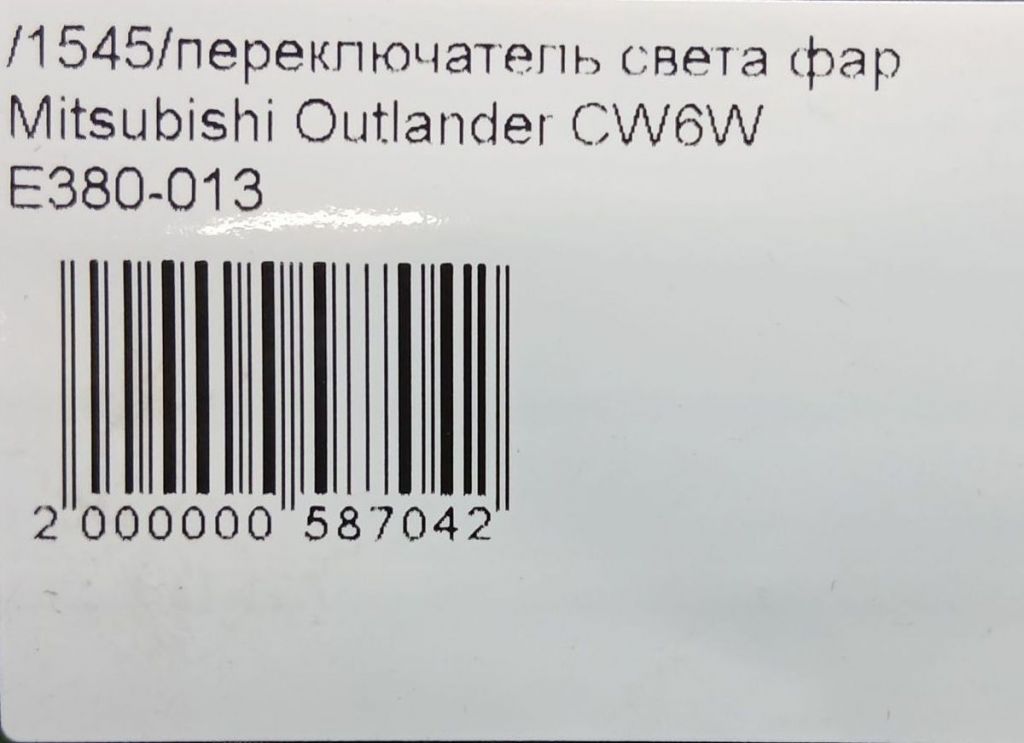 /1545/переключатель света фар
Mitsubishi Outlander CW6W
E380-013
2 000000 587042